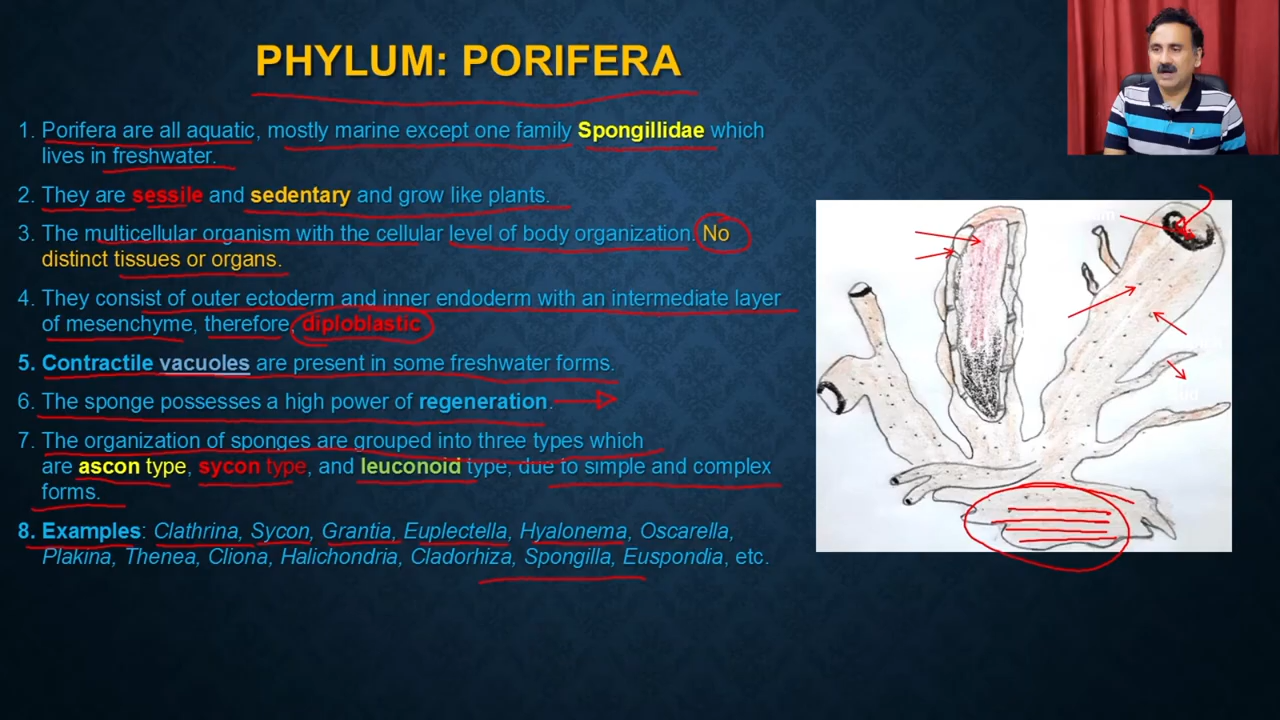 PHYLUM: PORIFERA
1. Porifera are all aquatic, mostly marine except one family Spongillidae which
lives in freshwater.
2. They are sessile and sedentary and grow like plants.
3. The multicellular organism with the cellular level of body organization. No
distinct tissues or organs.
4. They consist of outer ectoderm and inner endoderm with an intermediate layer
of mesenchyme, therefore, diploblastic
5. Contractile vacuoles are present in some freshwater forms.
6. The sponge possesses a high power of regeneration.
7. The organization of sponges are grouped into three types which
are ascon type, sycon type, and leuconoid type, due to simple and complex
forms.
8. Examples: Clathrina, Sycon, Grantia, Euplectella, Hyalonema, Oscarella,
Plakina, Thenea, Cliona, Halichondria, Cladorhiza, Spongilla, Euspondia, etc.